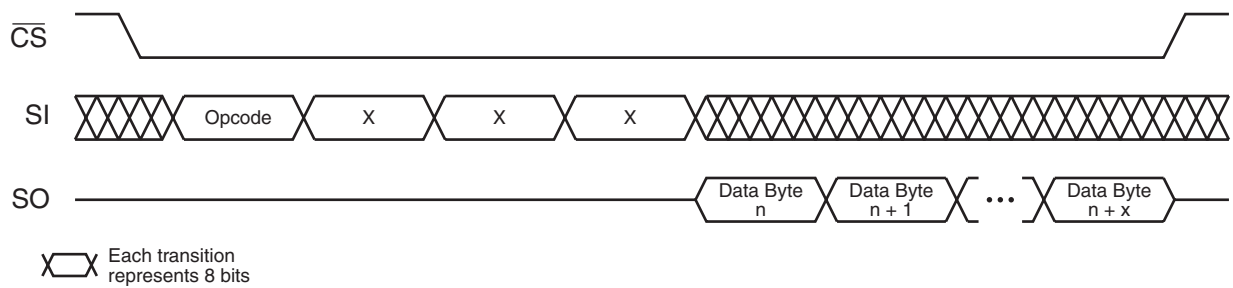 CS
SI Opcode X X X
SO Data Byte n Data Byte n + 1 ••• Data Byte n + x
Each transition
represents 8 bits